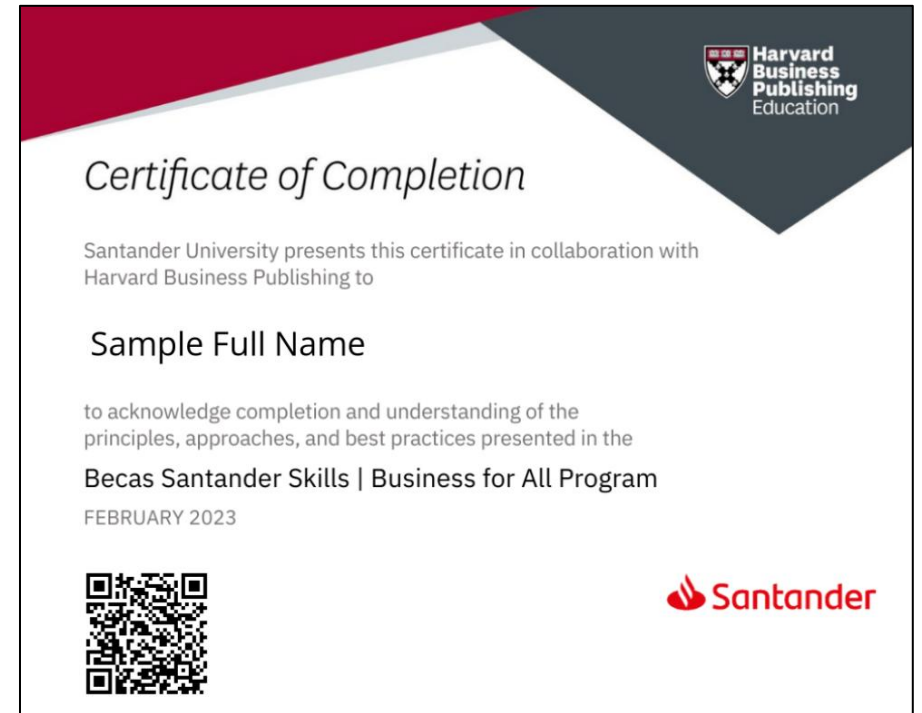 Harvard
Business
Publishing
Education
Certificate of Completion
Santander University presents this certificate in collaboration with
Harvard Business Publishing to
Sample Full Name
to acknowledge completion and understanding of the
principles, approaches, and best practices presented in the
Becas Santander Skills | Business for All Program
FEBRUARY 2023
Santander